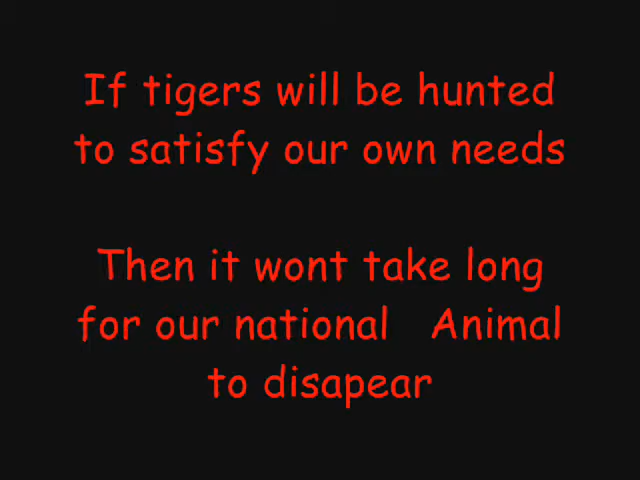 If tigers will be hunted
to satisfy our own needs
Then it wont take long
for our national Animal
to disapear